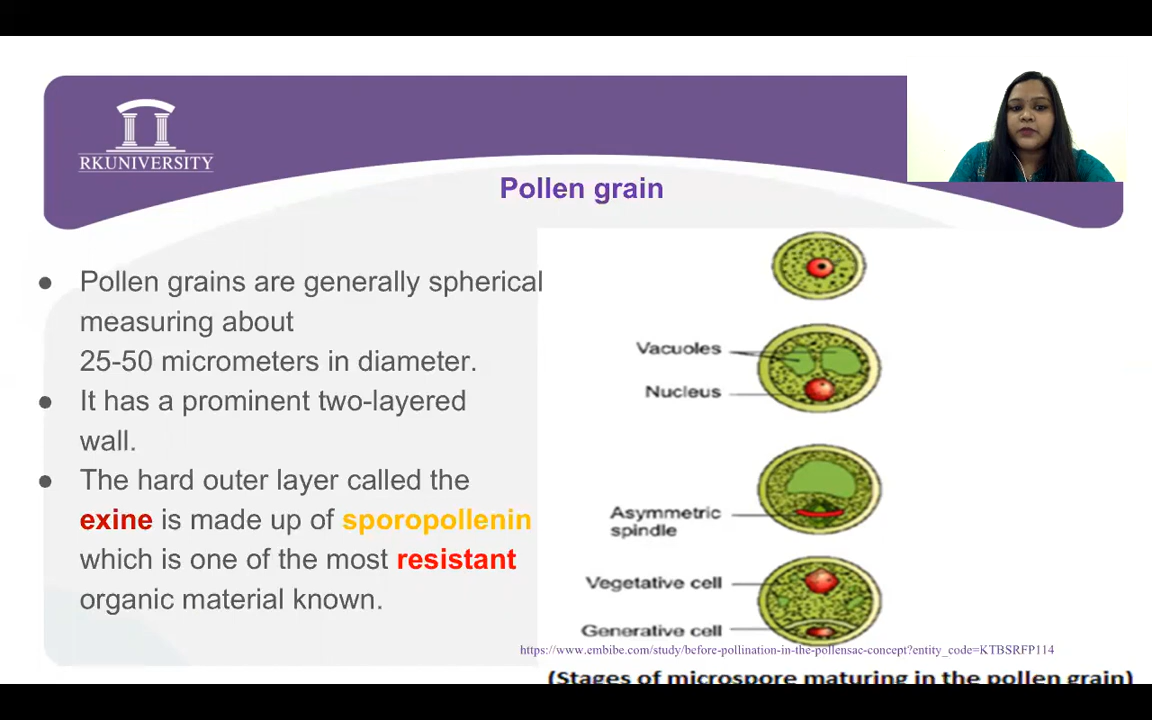 RKUNIVERSITY
Pollen grain
● Pollen grains are generally spherical
measuring about
25-50 micrometers in diameter.
● It has a prominent two-layered
wall.
● The hard outer layer called the
exine is made up of sporopollenin
which is one of the most resistant
organic material known.
Vacuoles
Nucleus
Asymmetric
spindle
Vegetative cell
Generative cell
https://www.embibe.com/study/before-pollination-in-the-pollensac-concept?entity_code=KTBSRFP114
(Stages of microspore maturing in the pollen grain)